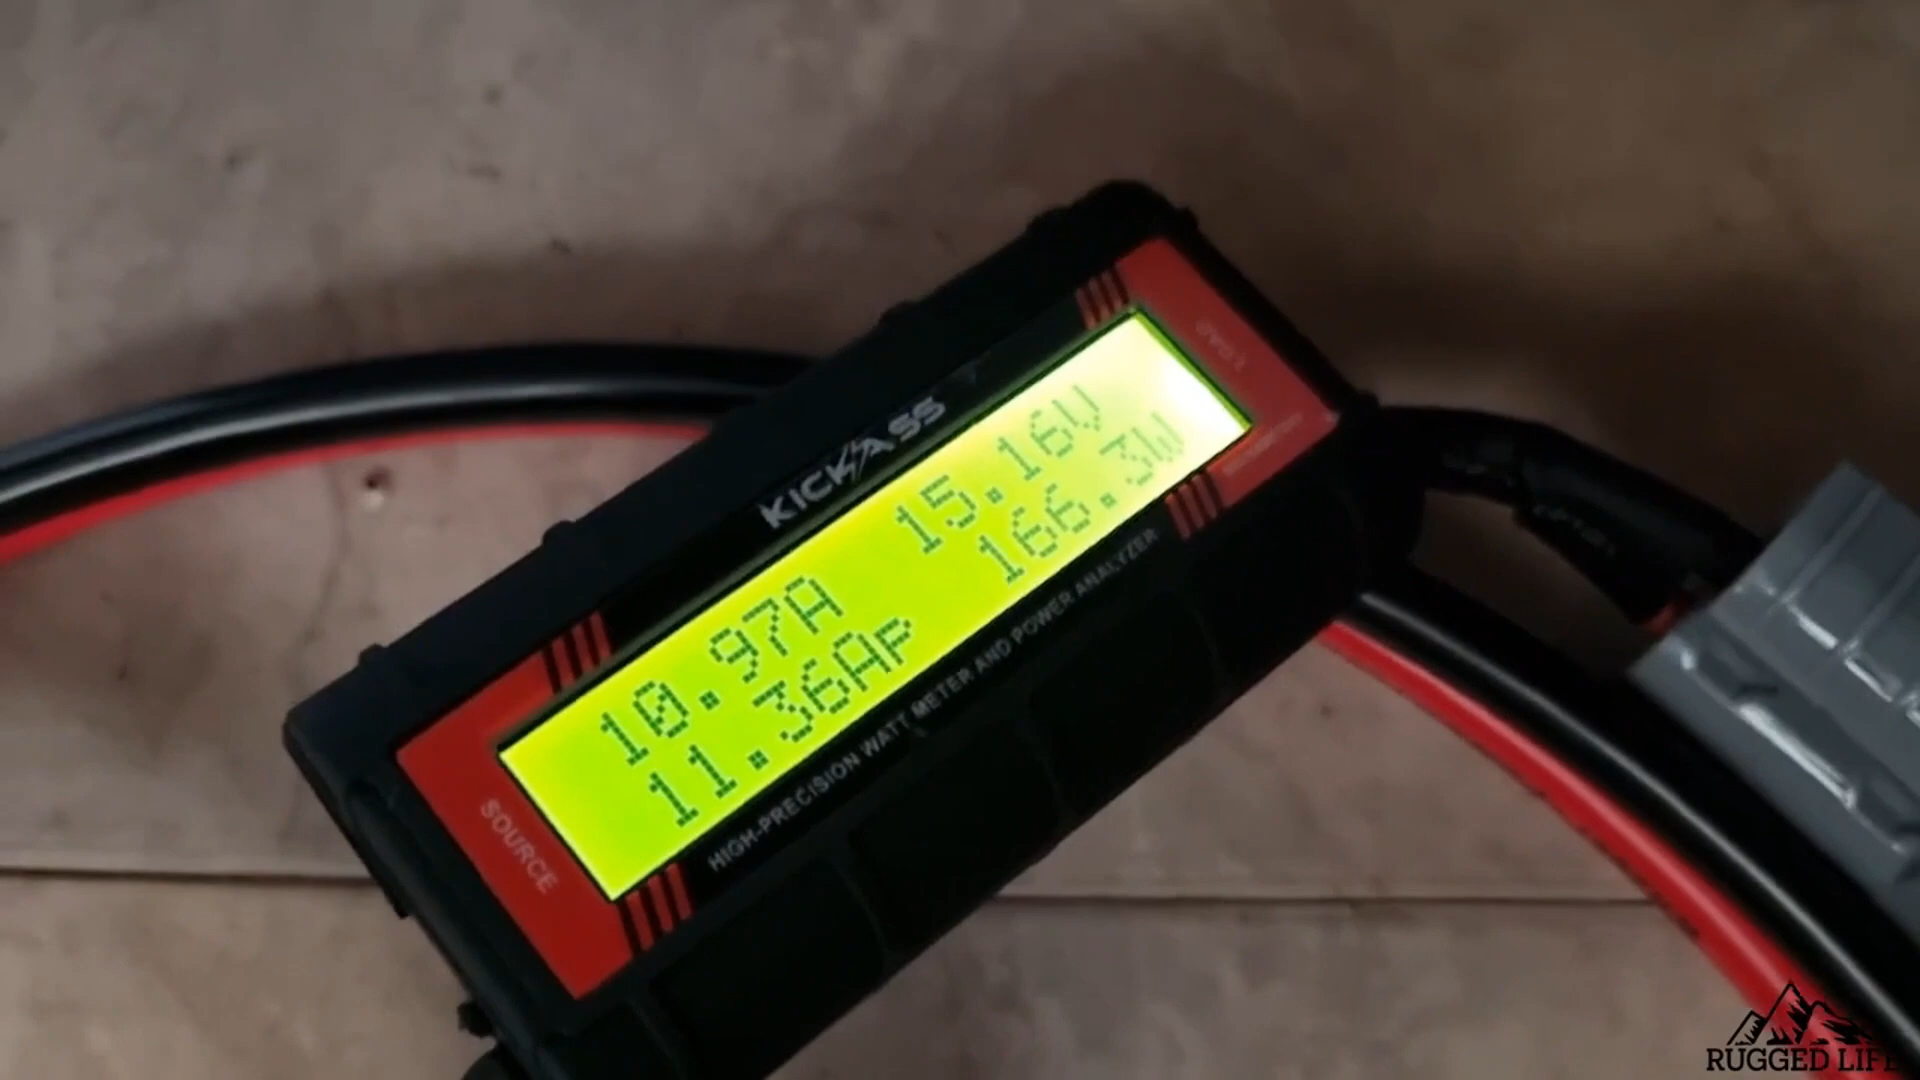 KICKASS
10.97A 15.16V
11.36Ap 166.3W
HIGH-PRECISION WATT METER AND POWER ANALYZER
SOURCE
LOAD
RUGGED LIFE